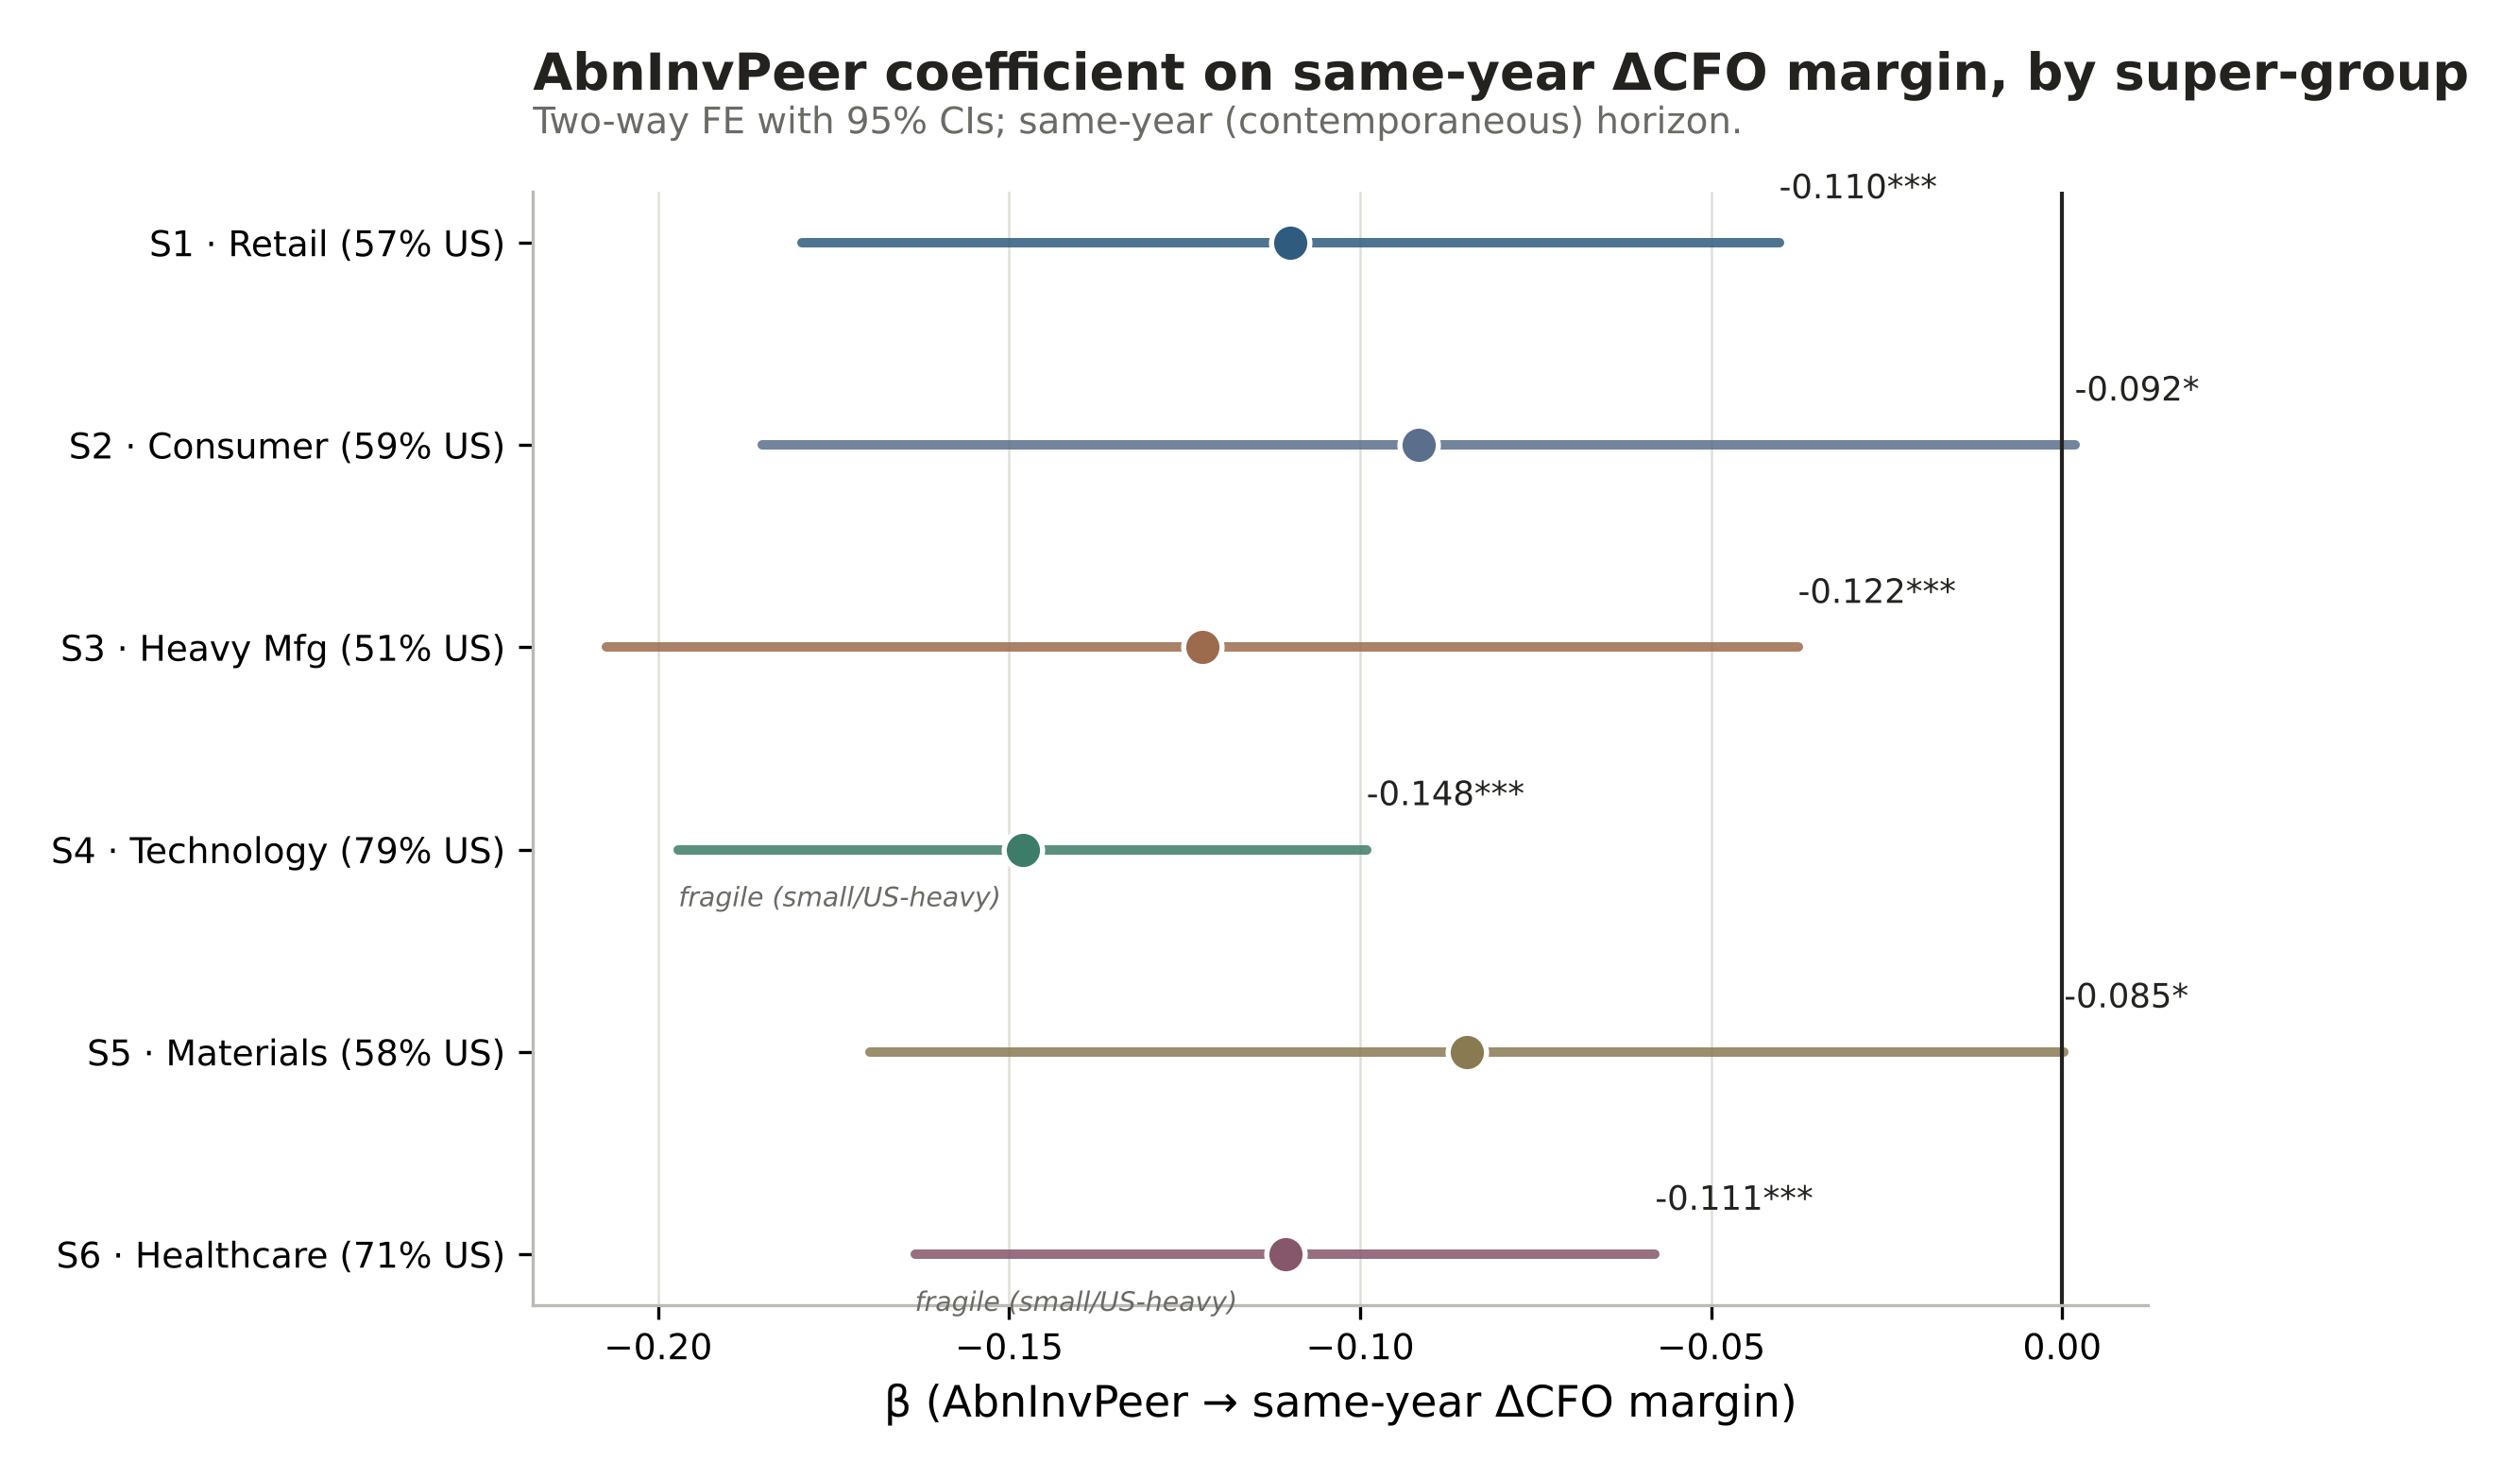 AbnInvPeer coefficient on same-year ΔCFO margin, by super-group
Two-way FE with 95% CIs; same-year (contemporaneous) horizon.
-0.110***
S1 · Retail (57% US)
-0.092*
S2 · Consumer (59% US)
-0.122***
S3 · Heavy Mfg (51% US)
-0.148***
S4 · Technology (79% US)
fragile (small/US-heavy)
-0.085*
S5 · Materials (58% US)
-0.111***
S6 · Healthcare (71% US)
fragile (small/US-heavy)
−0.20 −0.15 −0.10 −0.05 0.00
β (AbnInvPeer → same-year ΔCFO margin)